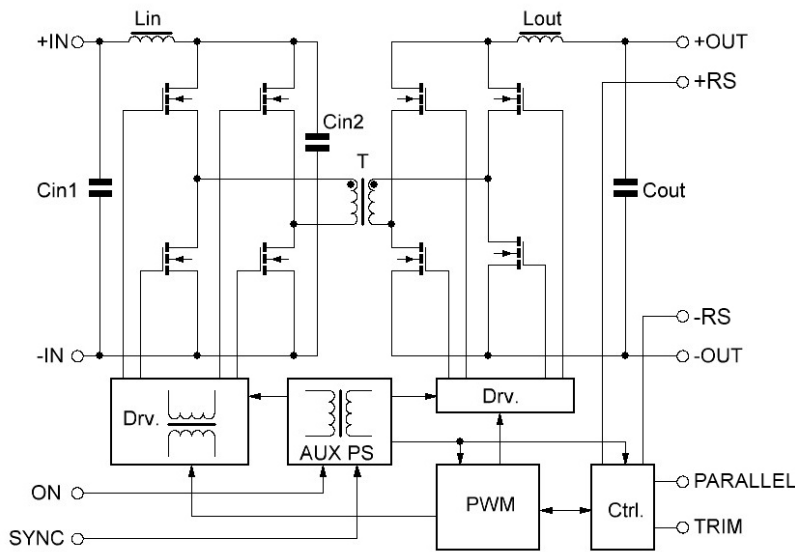 Lin
Lout
+IN
+OUT
+RS
Cin2
T
Cin1
Cout
-RS
-IN
-OUT
Drv.
Drv.
AUX PS
ON
PWM
Ctrl.
PARALLEL
SYNC
TRIM